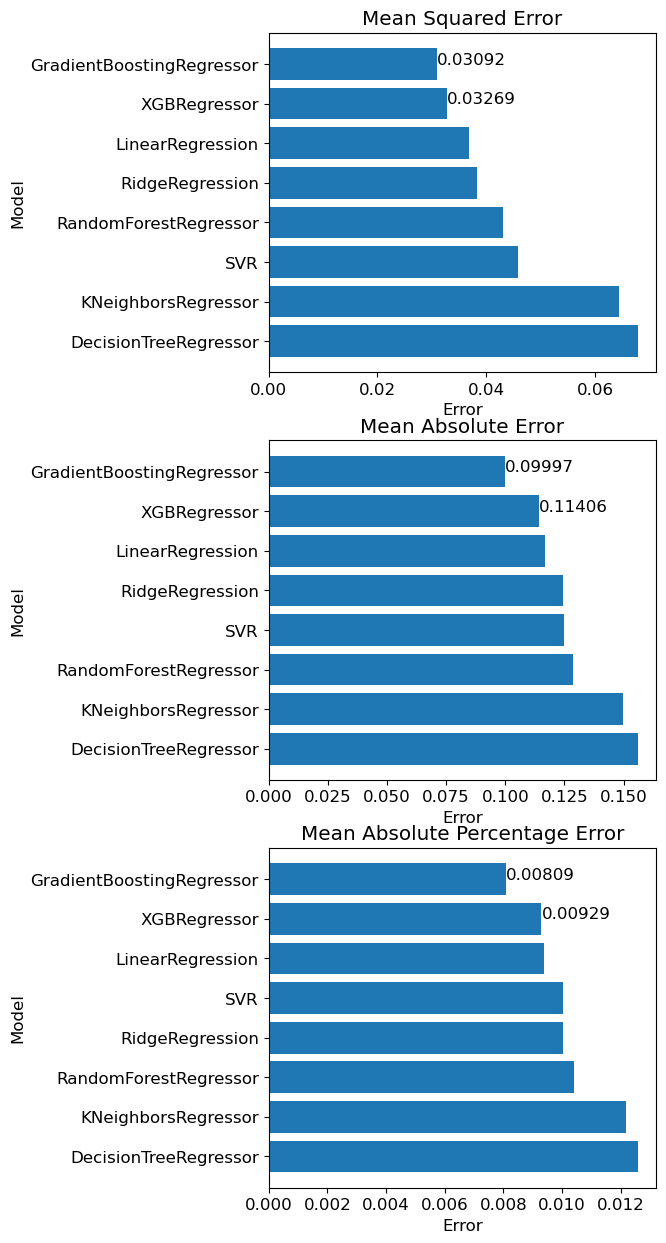 Mean Squared Error
GradientBoostingRegressor
0.03092
XGBRegressor
0.03269
LinearRegression
RidgeRegression
RandomForestRegressor
SVR
KNeighborsRegressor
DecisionTreeRegressor
Model
0.00 0.02 0.04 0.06
Error
Mean Absolute Error
GradientBoostingRegressor
0.09997
XGBRegressor
0.11406
LinearRegression
RidgeRegression
SVR
RandomForestRegressor
KNeighborsRegressor
DecisionTreeRegressor
Model
0.000 0.025 0.050 0.075 0.100 0.125 0.150
Error
Mean Absolute Percentage Error
GradientBoostingRegressor
0.00809
XGBRegressor
0.00929
LinearRegression
SVR
RidgeRegression
RandomForestRegressor
KNeighborsRegressor
DecisionTreeRegressor
Model
0.000 0.002 0.004 0.006 0.008 0.010 0.012
Error